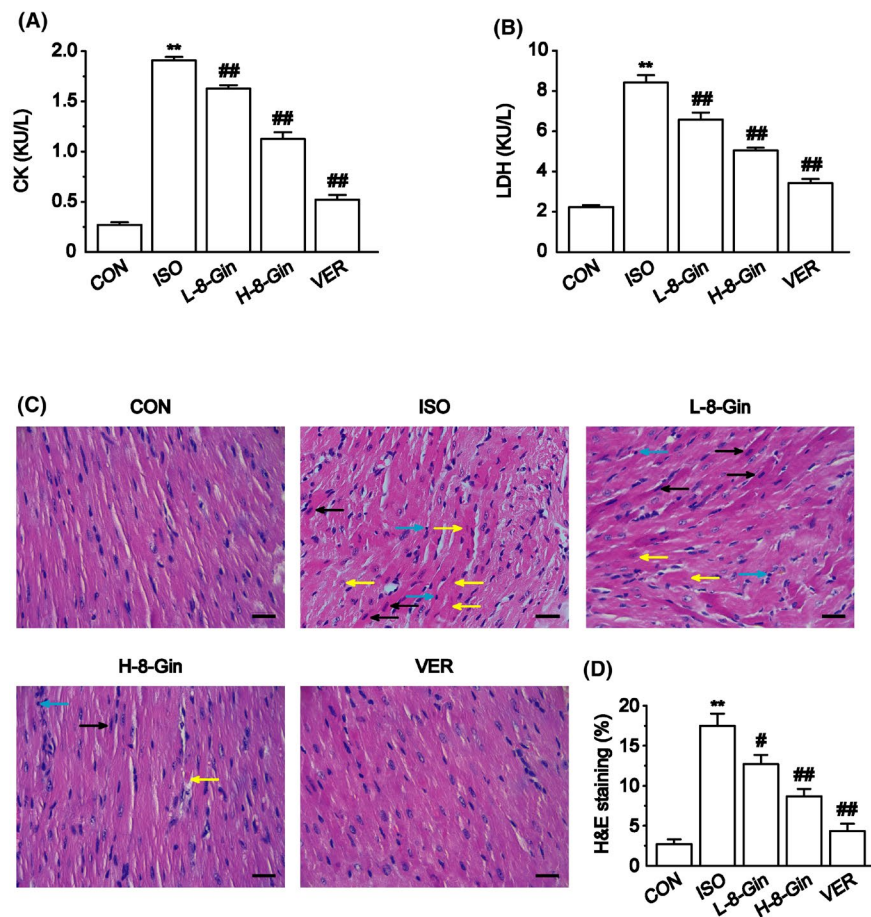 (A)
CK (KU/L)
2.0
1.5
1.0
0.5
0
**
##
##
##
CON
ISO
L-8-Gin
H-8-Gin
VER
(B)
LDH (KU/L)
10
8
6
4
2
0
**
##
##
##
CON
ISO
L-8-Gin
H-8-Gin
VER
(C)
CON
ISO
L-8-Gin
H-8-Gin
VER
(D)
H&E staining (%)
20
15
10
5
0
**
#
##
##
CON
ISO
L-8-Gin
H-8-Gin
VER